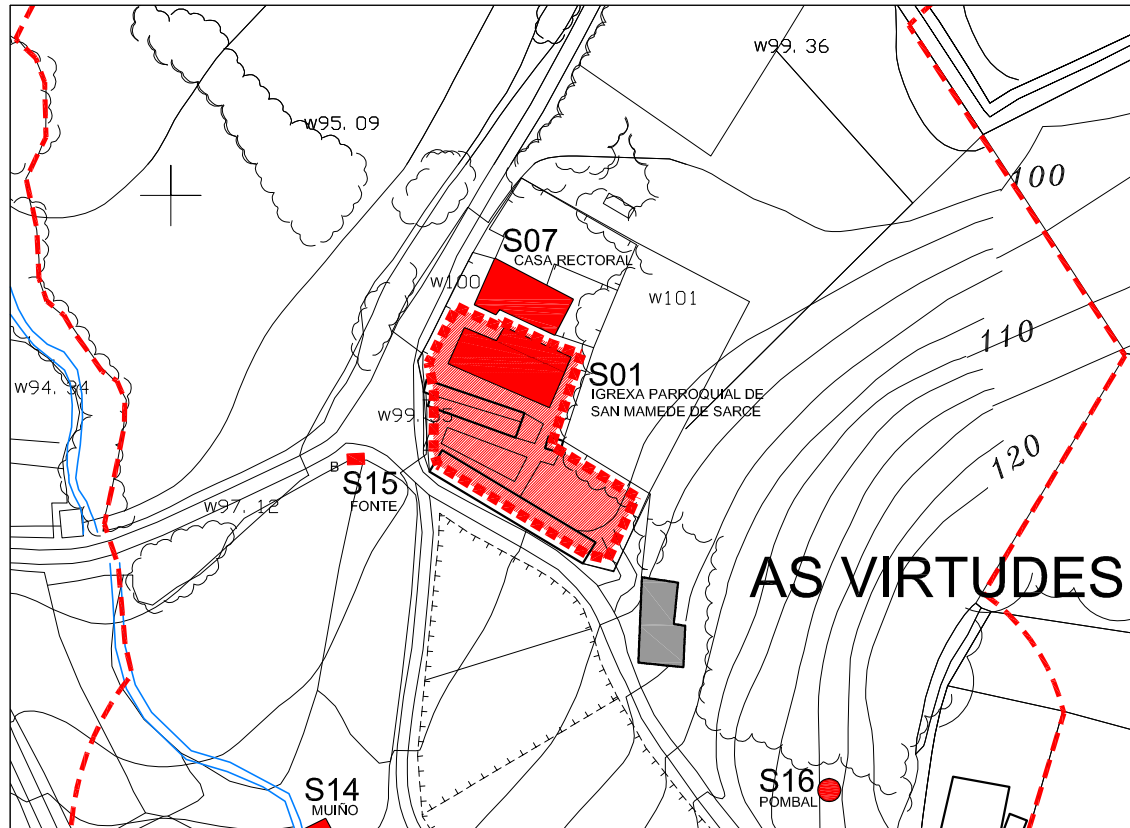 w99. 36
w95. 09
100
S07
CASA RECTORAL
w100
w101
110
S01
IGREXA PARROQUIAL DE
SAN MAMEDE DE SARCE
w94. 34
120
B
S15
FONTE
w97. 12
AS VIRTUDES
S16
POMBAL
S14
MUIÑO